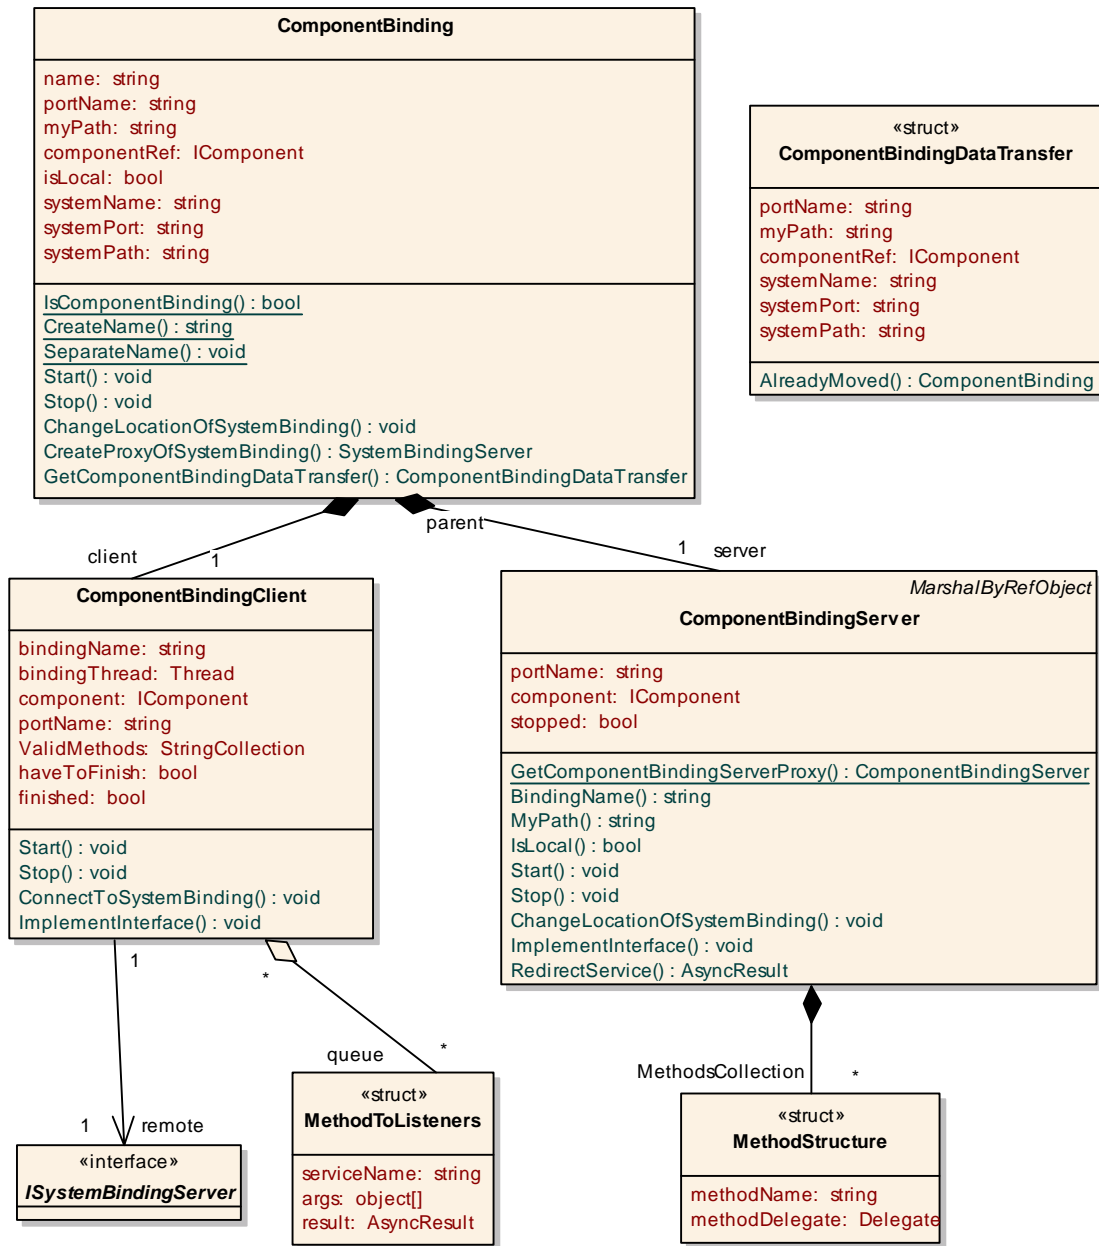 ComponentBinding
name: string
portName: string
myPath: string
componentRef: IComponent
isLocal: bool
systemName: string
systemPort: string
systemPath: string
IsComponentBinding() : bool
CreateName() : string
SeparateName() : void
Start() : void
Stop() : void
ChangeLocationOfSystemBinding() : void
CreateProxyOfSystemBinding() : SystemBindingServer
GetComponentBindingDataTransfer() : ComponentBindingDataTransfer
«struct»
ComponentBindingDataTransfer
portName: string
myPath: string
componentRef: IComponent
systemName: string
systemPort: string
systemPath: string
AlreadyMoved() : ComponentBinding
client
1
parent
1
server
ComponentBindingClient
bindingName: string
bindingThread: Thread
component: IComponent
portName: string
ValidMethods: StringCollection
haveToFinish: bool
finished: bool
Start() : void
Stop() : void
ConnectToSystemBinding() : void
ImplementInterface() : void
MarshalByRefObject
ComponentBindingServer
portName: string
component: IComponent
stopped: bool
GetComponentBindingServerProxy() : ComponentBindingServer
BindingName() : string
MyPath() : string
IsLocal() : bool
Start() : void
Stop() : void
ChangeLocationOfSystemBinding() : void
ImplementInterface() : void
RedirectService() : AsyncResult
1
*
queue
*
MethodsCollection
*
1
remote
«interface»
ISystemBindingServer
«struct»
MethodToListeners
serviceName: string
args: object[]
result: AsyncResult
«struct»
MethodStructure
methodName: string
methodDelegate: Delegate